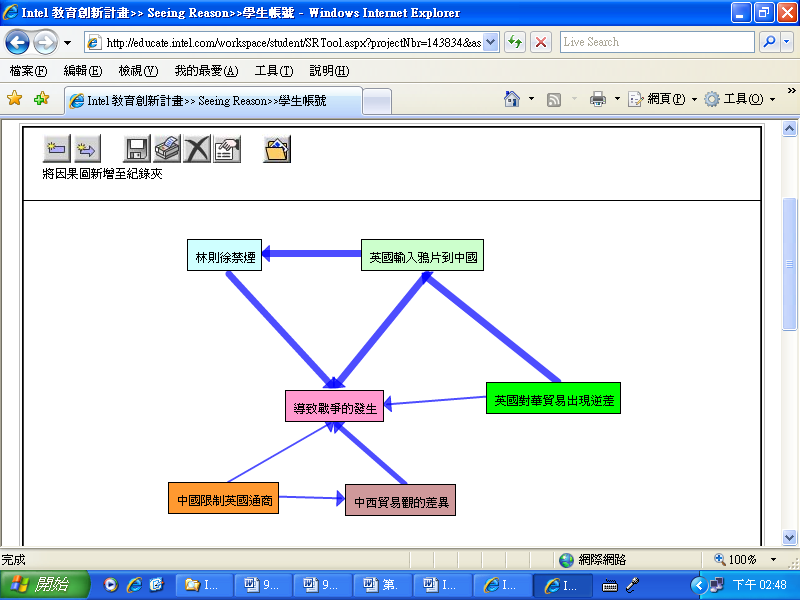 Intel 教育創新計畫>> Seeing Reason>>學生帳號 - Windows Internet Explorer
http://educate.intel.com/workspace/student/SRTool.aspx?projectNbr=143834&as
Live Search
檔案(F) 編輯(E) 檢視(V) 我的最愛(A) 工具(T) 說明(H)
Intel 教育創新計畫>> Seeing Reason>>學生帳號
網頁(P) 工具(O)
將因果圖新增至紀錄夾
林則徐禁煙
英國輸入鴉片到中國
導致戰爭的發生
英國對華貿易出現逆差
中國限制英國通商
中西貿易觀的差異
完成
網際網路
100%
開始
I...
9...
9...
第.
I...
I...
I...
下午 02:48